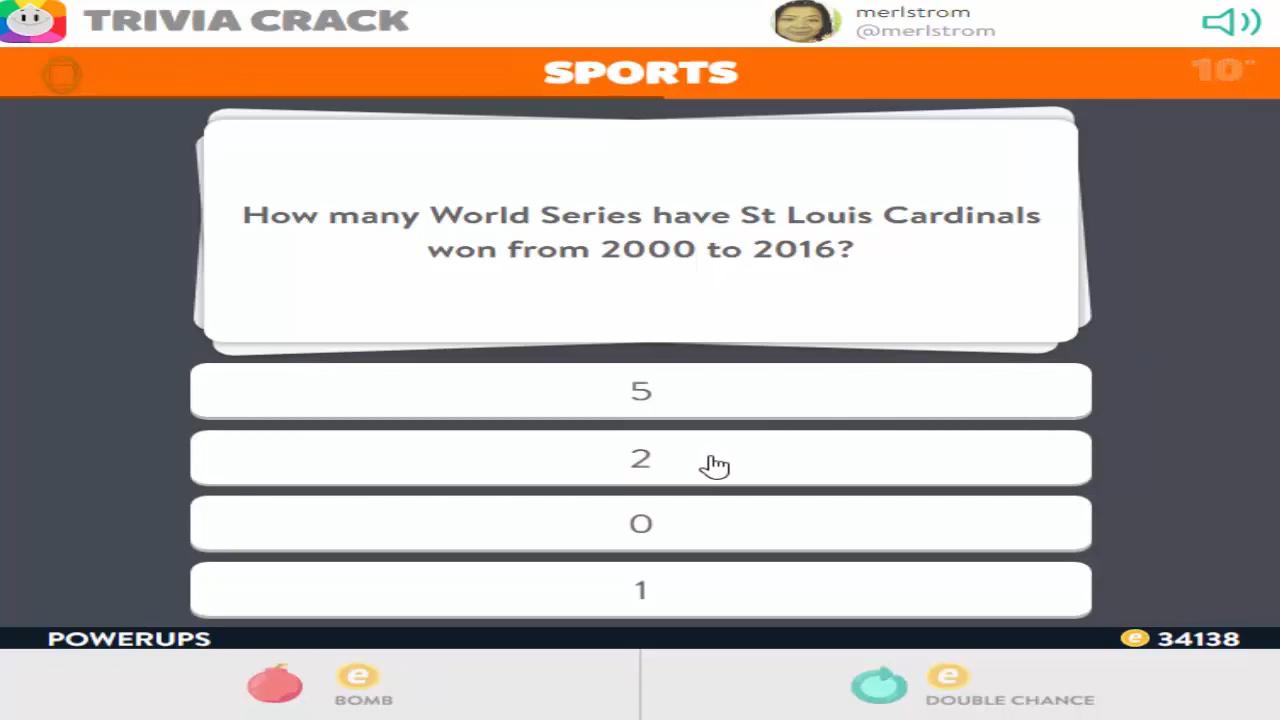 TRIVIA CRACK
merlstrom
@merlstrom
SPORTS
10"
How many World Series have St Louis Cardinals
won from 2000 to 2016?
5
2
0
1
POWERUPS
e 34138
e
BOMB
e
DOUBLE CHANCE